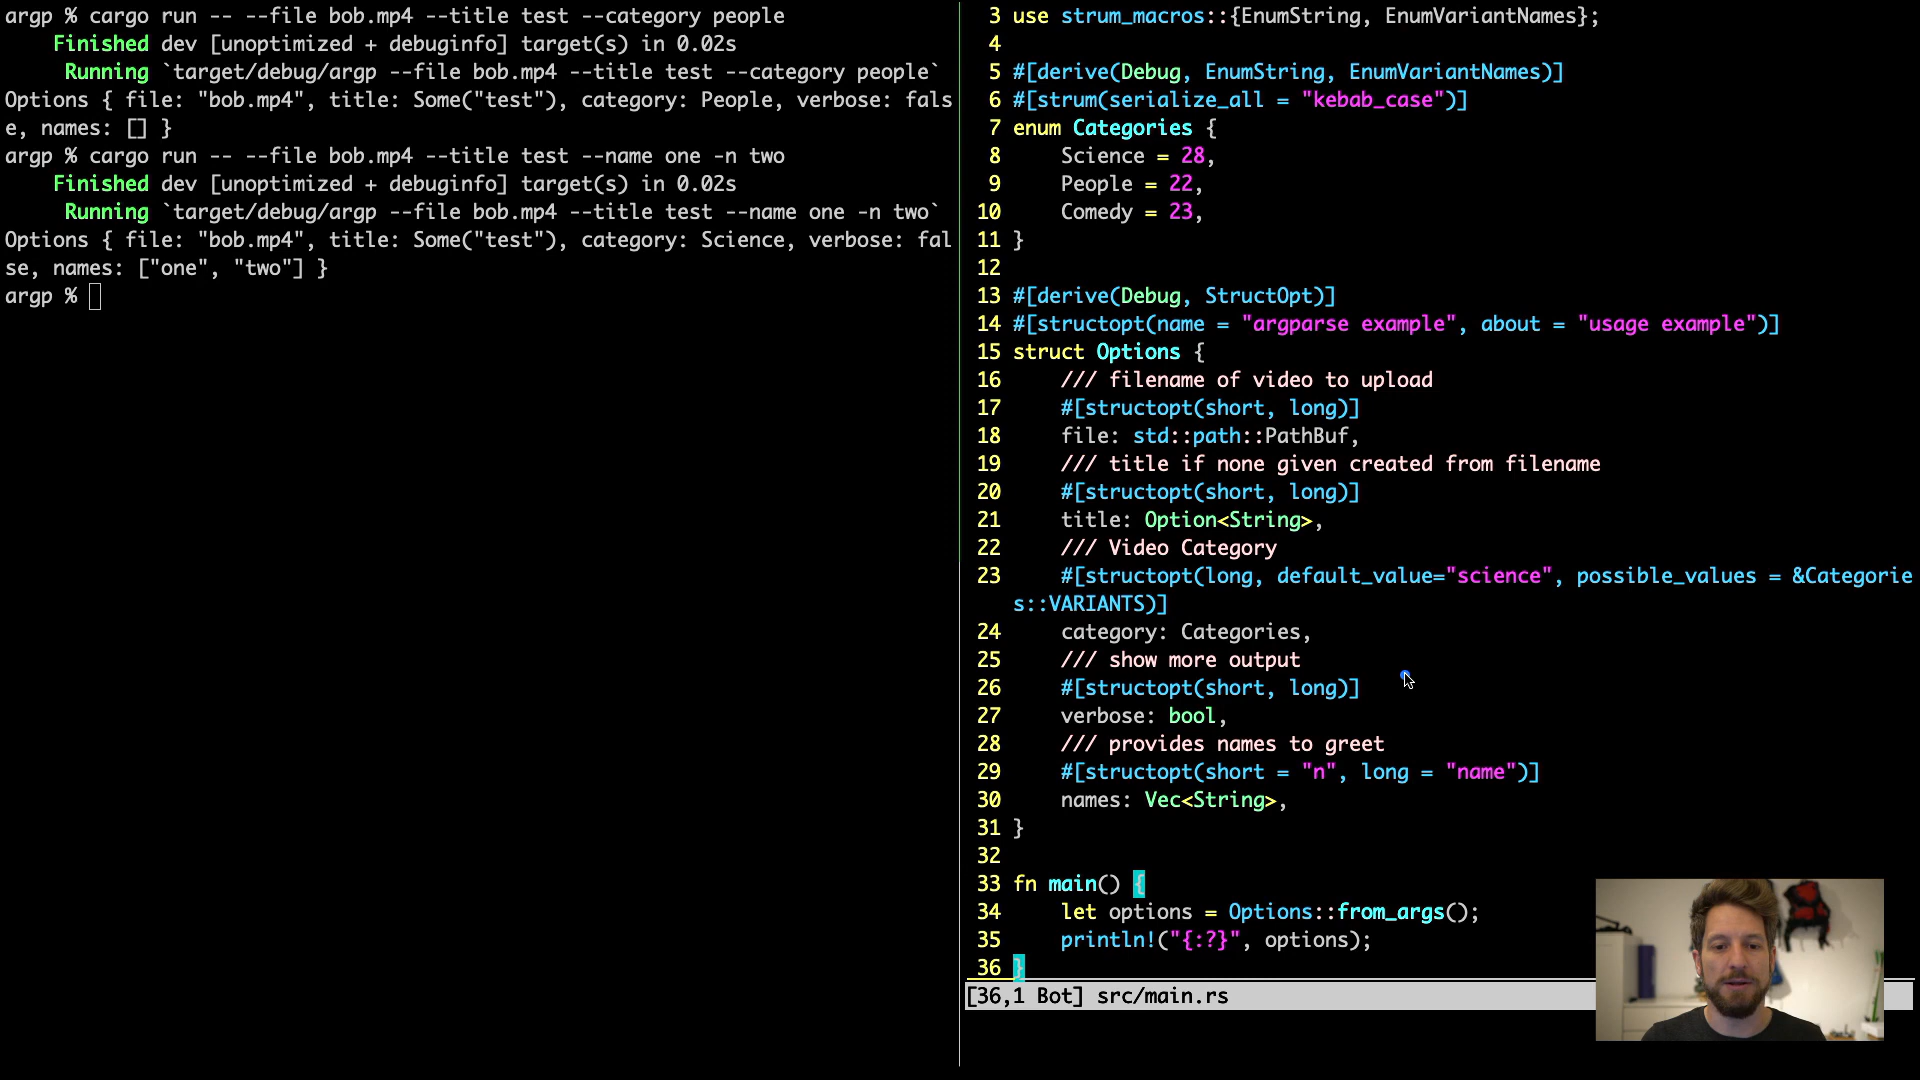 argp % cargo run -- --file bob.mp4 --title test --category people
    Finished dev [unoptimized + debuginfo] target(s) in 0.02s
     Running `target/debug/argp --file bob.mp4 --title test --category people`
Options { file: "bob.mp4", title: Some("test"), category: People, verbose: fals
e, names: [] }
argp % cargo run -- --file bob.mp4 --title test --name one -n two
    Finished dev [unoptimized + debuginfo] target(s) in 0.02s
     Running `target/debug/argp --file bob.mp4 --title test --name one -n two`
Options { file: "bob.mp4", title: Some("test"), category: Science, verbose: fal
se, names: ["one", "two"] }
argp %
3 use strum_macros::{EnumString, EnumVariantNames};
4
5 #[derive(Debug, EnumString, EnumVariantNames)]
6 #[strum(serialize_all = "kebab_case")]
7 enum Categories {
8     Science = 28,
9     People = 22,
10     Comedy = 23,
11 }
12
13 #[derive(Debug, StructOpt)]
14 #[structopt(name = "argparse example", about = "usage example")]
15 struct Options {
16     /// filename of video to upload
17     #[structopt(short, long)]
18     file: std::path::PathBuf,
19     /// title if none given created from filename
20     #[structopt(short, long)]
21     title: Option<String>,
22     /// Video Category
23     #[structopt(long, default_value="science", possible_values = &Categorie
s::VARIANTS)]
24     category: Categories,
25     /// show more output
26     #[structopt(short, long)]
27     verbose: bool,
28     /// provides names to greet
29     #[structopt(short = "n", long = "name")]
30     names: Vec<String>,
31 }
32
33 fn main() {
34     let options = Options::from_args();
35     println!("{:?}", options);
36 }
[36,1 Bot] src/main.rs